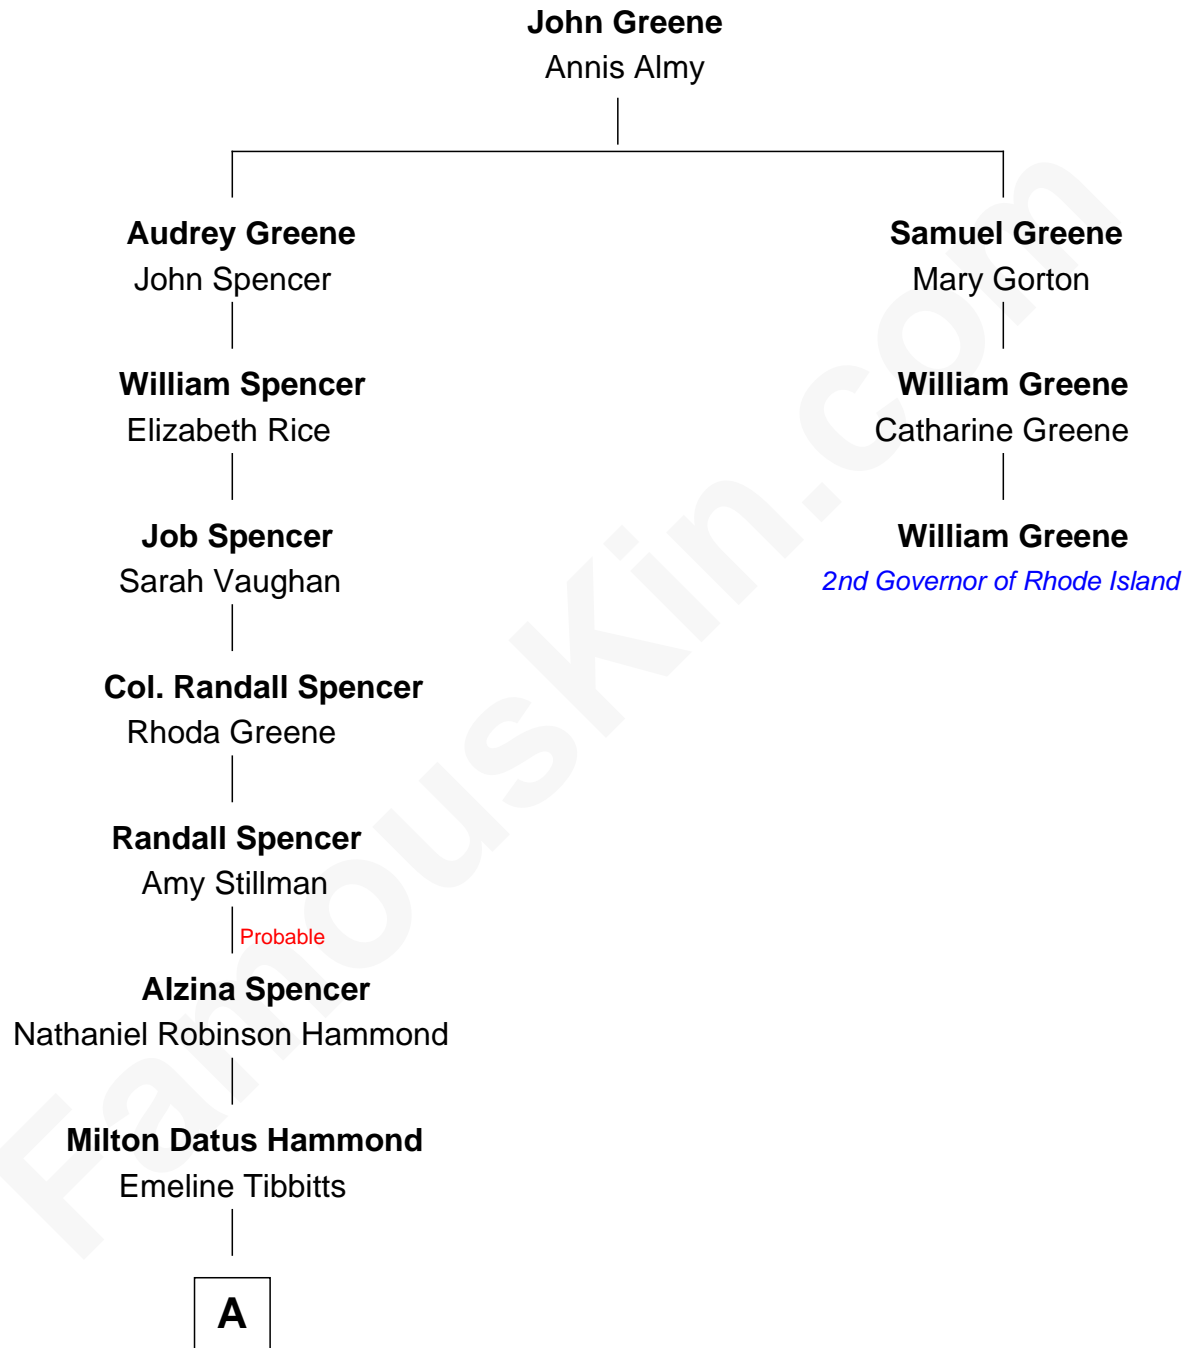 John Greene
Annis Almy
Audrey Greene
John Spencer
Samuel Greene
Mary Gorton
William Spencer
Elizabeth Rice
William Greene
Catharine Greene
Job Spencer
Sarah Vaughan
William Greene
2nd Governor of Rhode Island
Col. Randall Spencer
Rhoda Greene
Randall Spencer
Amy Stillman
Probable
Alzina Spencer
Nathaniel Robinson Hammond
Milton Datus Hammond
Emeline Tibbitts
A
FamousKin.com